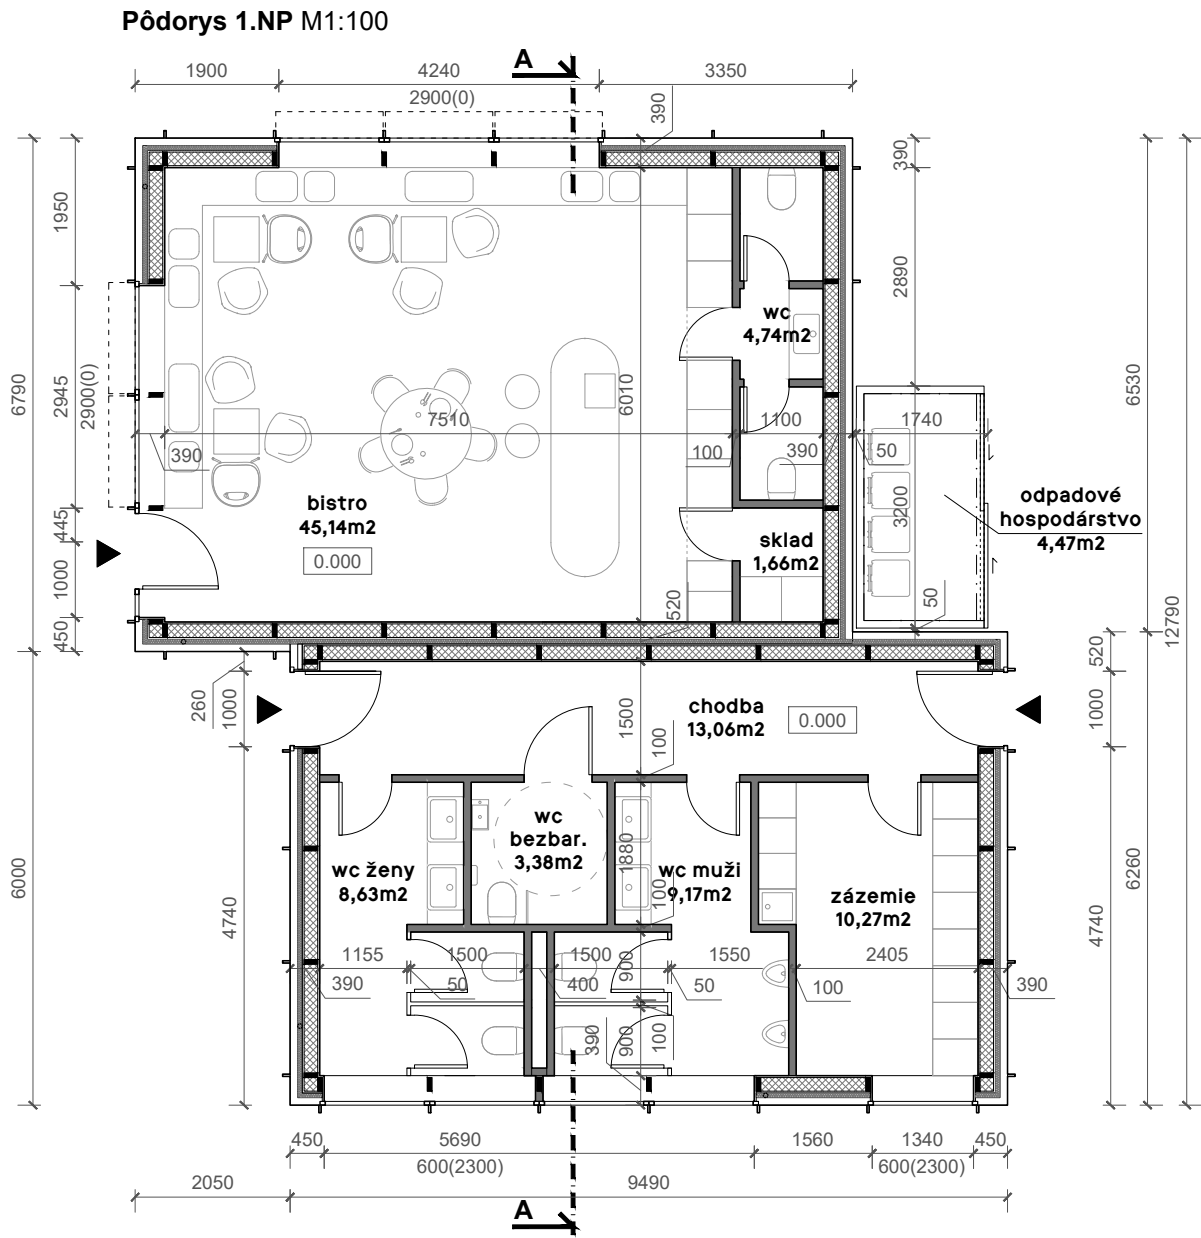 Pôdorys 1.NP M1:100
A
1900
4240
3350
2900(0)
390
390
1950
2890
wc
4,74m2
6790
2945
2900(0)
6010
6530
7510
1100
1740
390
100
390
50
bistro
45,14m2
0.000
445
1000
450
sklad
1,66m2
3200
odpadové
hospodárstvo
4,47m2
50
520
12790
520
260
1000
1500
100
chodba
13,06m2
0.000
1000
wc
bezbar.
3,38m2
1880
wc ženy
8,63m2
wc muži
9,17m2
100
zázemie
10,27m2
6000
4740
4740
6260
1155
1500
1500
900
1550
2405
390
50
400
50
100
390
390
900
100
450
5690
1560
1340
450
600(2300)
600(2300)
2050
9490
A